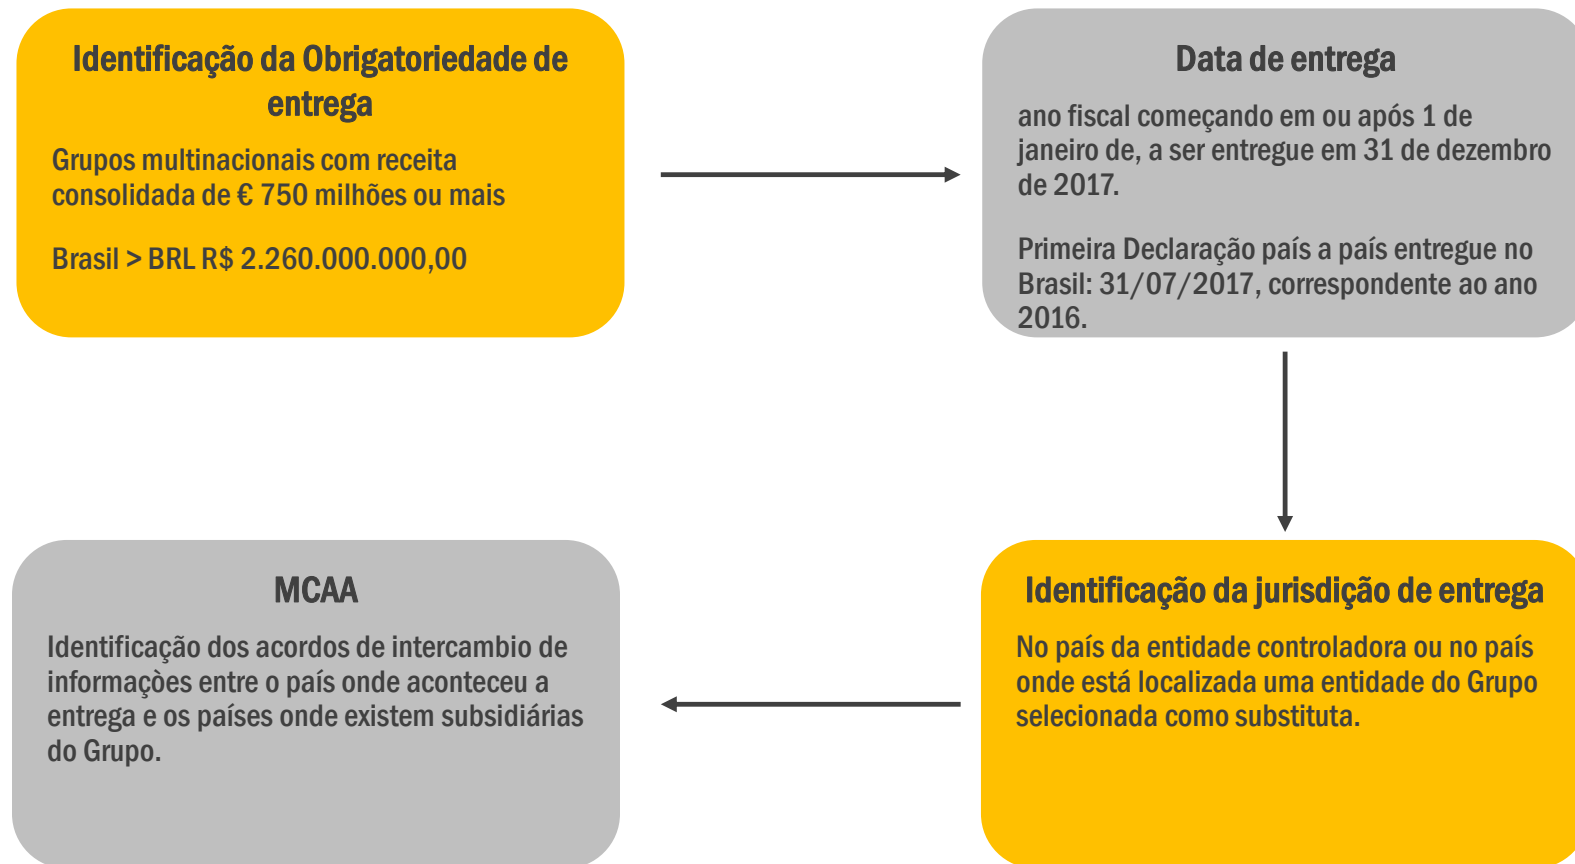 Identificação da Obrigatoriedade de
entrega
Grupos multinacionais com receita
consolidada de € 750 milhões ou mais
Brasil > BRL R$ 2.260.000.000,00
Data de entrega
ano fiscal começando em ou após 1 de
janeiro de, a ser entregue em 31 de dezembro
de 2017.
Primeira Declaração país a país entregue no
Brasil: 31/07/2017, correspondente ao ano
2016.
MCAA
Identificação dos acordos de intercambio de
informaçòes entre o país onde aconteceu a
entrega e os países onde existem subsidiárias
do Grupo.
Identificação da jurisdição de entrega
No país da entidade controladora ou no país
onde está localizada uma entidade do Grupo
selecionada como substituta.